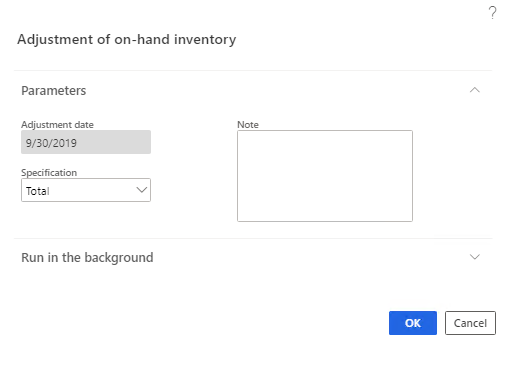 ?
Adjustment of on-hand inventory
Parameters
Adjustment date
9/30/2019
Specification
Total
Note
Run in the background
OK
Cancel